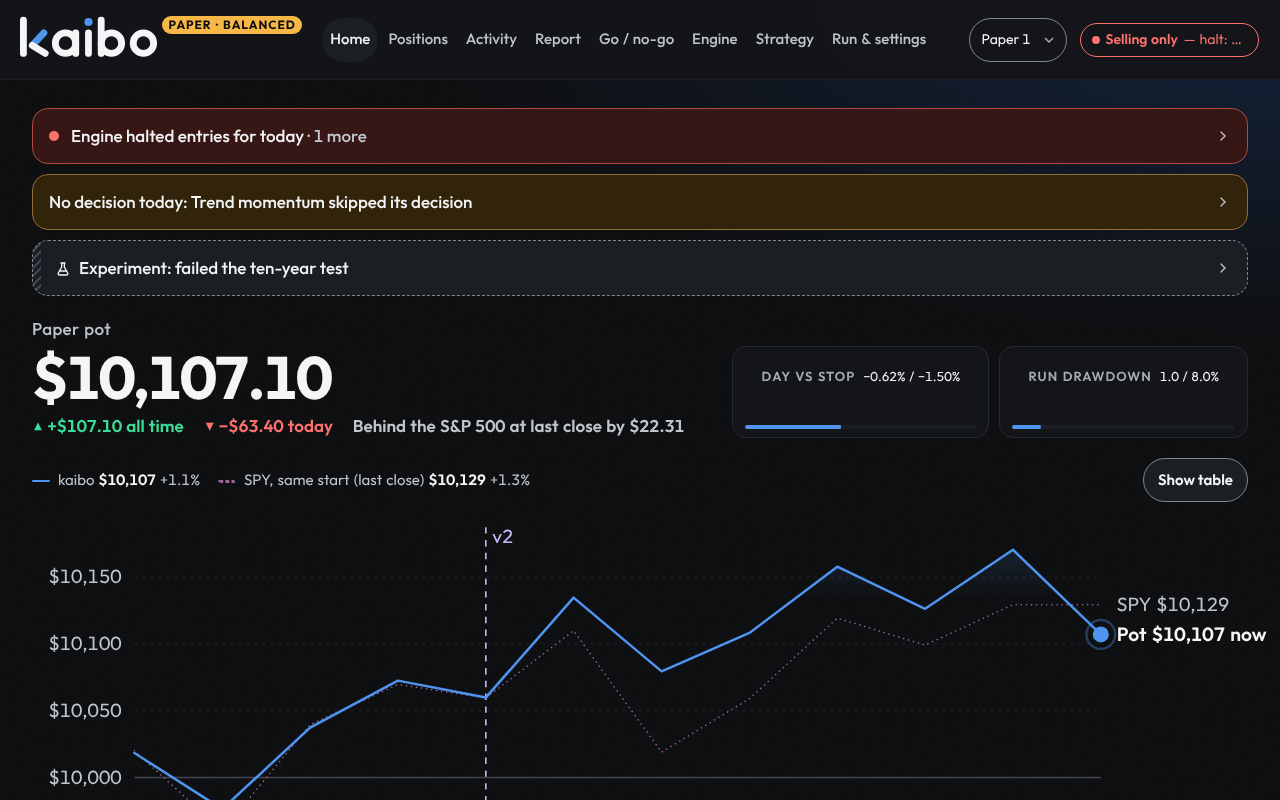 kaibo PAPER · BALANCED Home Positions Activity Report Go / no-go Engine Strategy Run & settings Paper 1 Selling only — halt: ...
Engine halted entries for today · 1 more
No decision today: Trend momentum skipped its decision
Experiment: failed the ten-year test
Paper pot
$10,107.10
DAY VS STOP −0.62% / −1.50%
RUN DRAWDOWN 1.0 / 8.0%
▲ +$107.10 all time ▼ −$63.40 today Behind the S&P 500 at last close by $22.31
kaibo $10,107 +1.1% SPY, same start (last close) $10,129 +1.3% Show table
v2
$10,150
SPY $10,129
Pot $10,107 now
$10,100
$10,050
$10,000